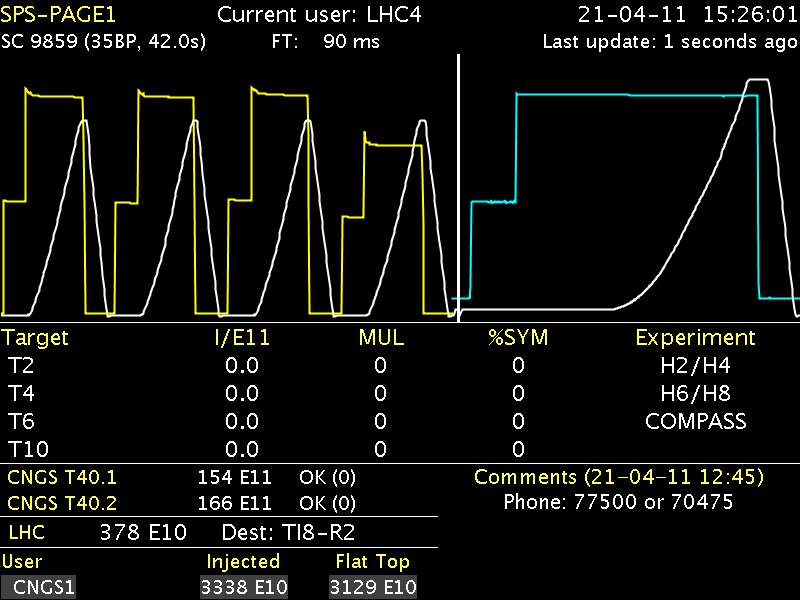 SPS-PAGE1 Current user: LHC4 21-04-11 15:26:01
SC 9859 (35BP, 42.0s) FT: 90 ms Last update: 1 seconds ago
Target I/E11 MUL %SYM Experiment
T2 0.0 0 0 H2/H4
T4 0.0 0 0 H6/H8
T6 0.0 0 0 COMPASS
T10 0.0 0 0
CNGS T40.1 154 E11 OK (0) Comments (21-04-11 12:45)
CNGS T40.2 166 E11 OK (0) Phone: 77500 or 70475
LHC 378 E10 Dest: TI8-R2
User Injected Flat Top
CNGS1 3338 E10 3129 E10